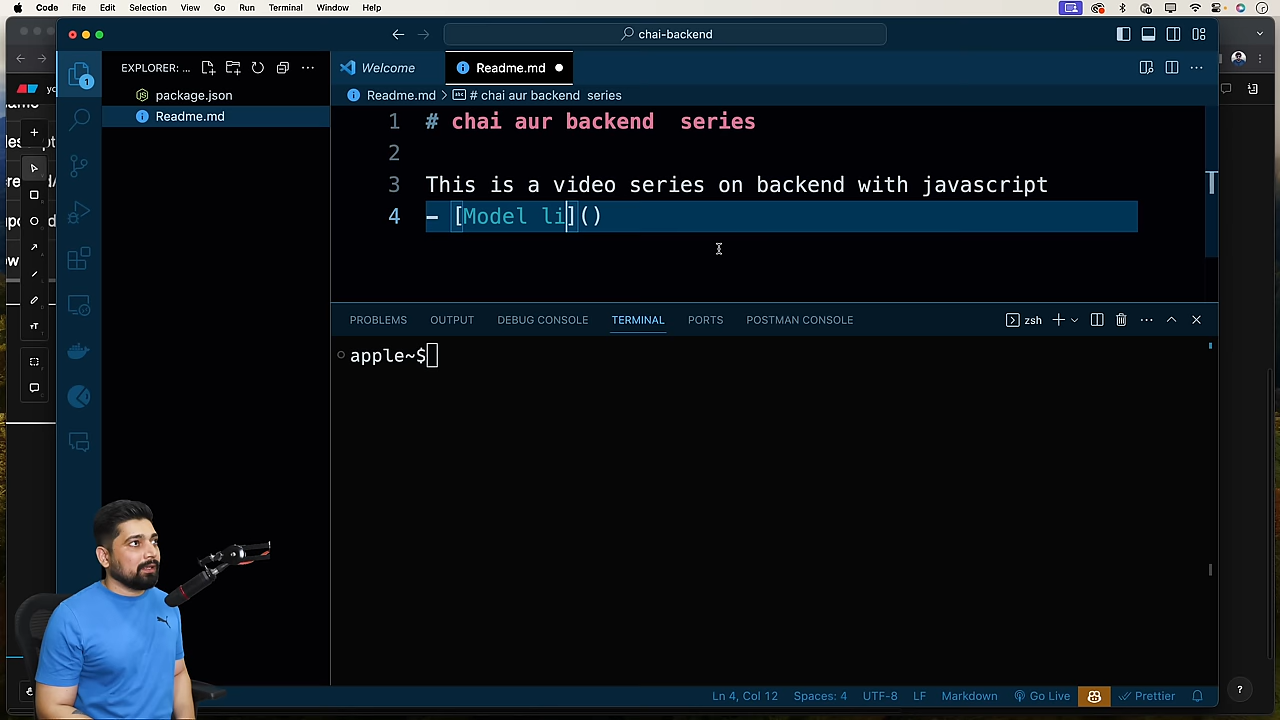 Code File Edit Selection View Go Run Terminal Window Help
chai-backend
EXPLORER: ...
Welcome
Readme.md
package.json
Readme.md
Readme.md > # chai aur backend series
1 # chai aur backend  series
2
3 This is a video series on backend with javascript
4 - [Model li]()
PROBLEMS OUTPUT DEBUG CONSOLE TERMINAL PORTS POSTMAN CONSOLE
zsh
apple~$
Ln 4, Col 12 Spaces: 4 UTF-8 LF Markdown Go Live Prettier
1
?